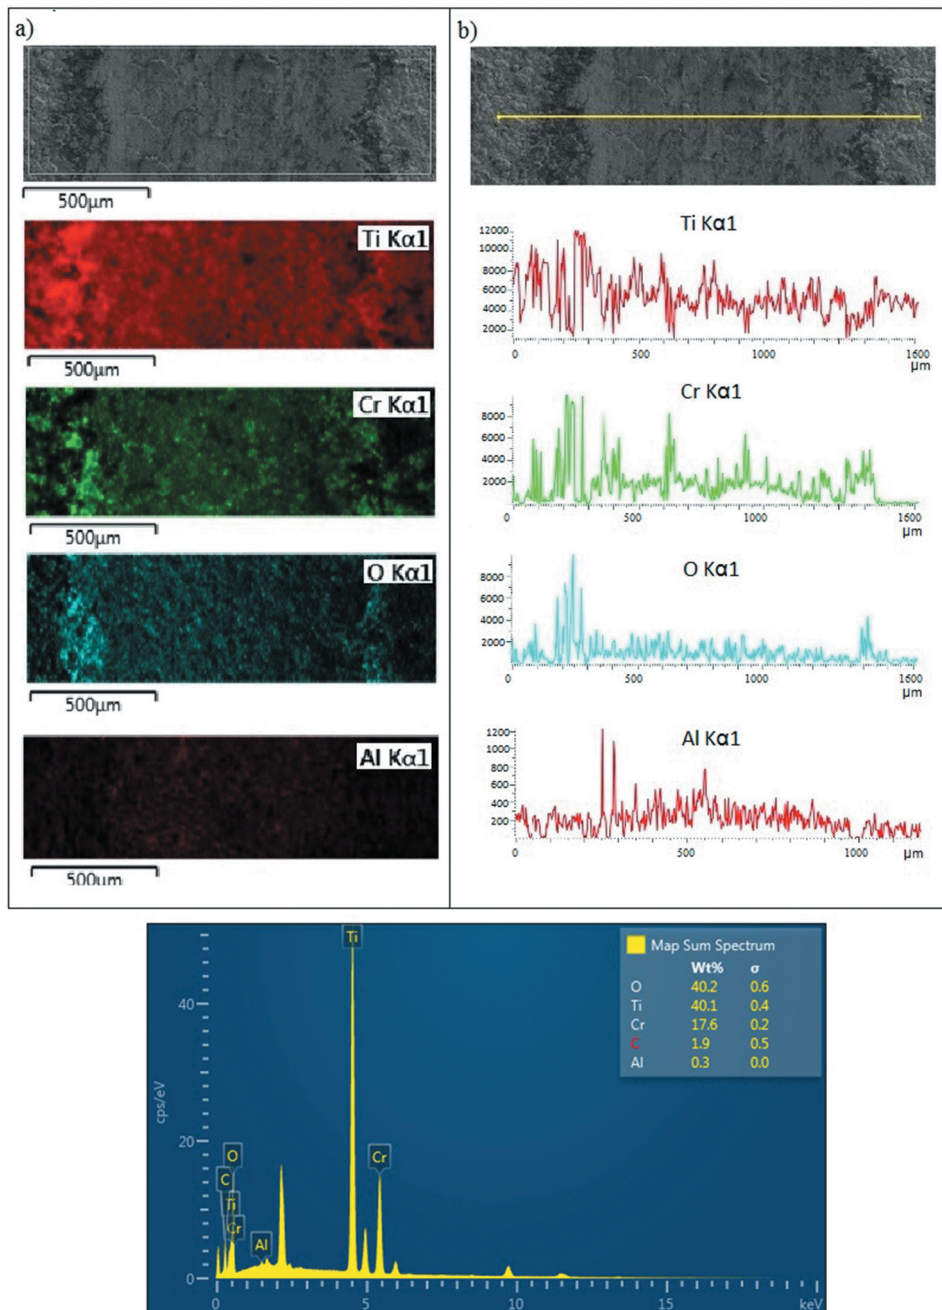 a)
500μm
Ti Kα1
500μm
Cr Kα1
500μm
O Kα1
500μm
Al Kα1
500μm
b)
Ti Kα1
12000
10000
8000
6000
4000
2000
0 500 1000 1600
μm
Cr Kα1
8000
6000
4000
2000
0 500 1000 1600
μm
O Kα1
8000
6000
4000
2000
0 500 1000 1600
μm
Al Kα1
1200
1000
800
600
400
200
0 500 1000
μm
Map Sum Spectrum
Wt% σ
O 40.2 0.6
Ti 40.1 0.4
Cr 17.6 0.2
C 1.9 0.5
Al 0.3 0.0
cps/eV
40
20
0
Ti
O
C
Ti
Cr
Al
Cr
0 5 10 15 keV